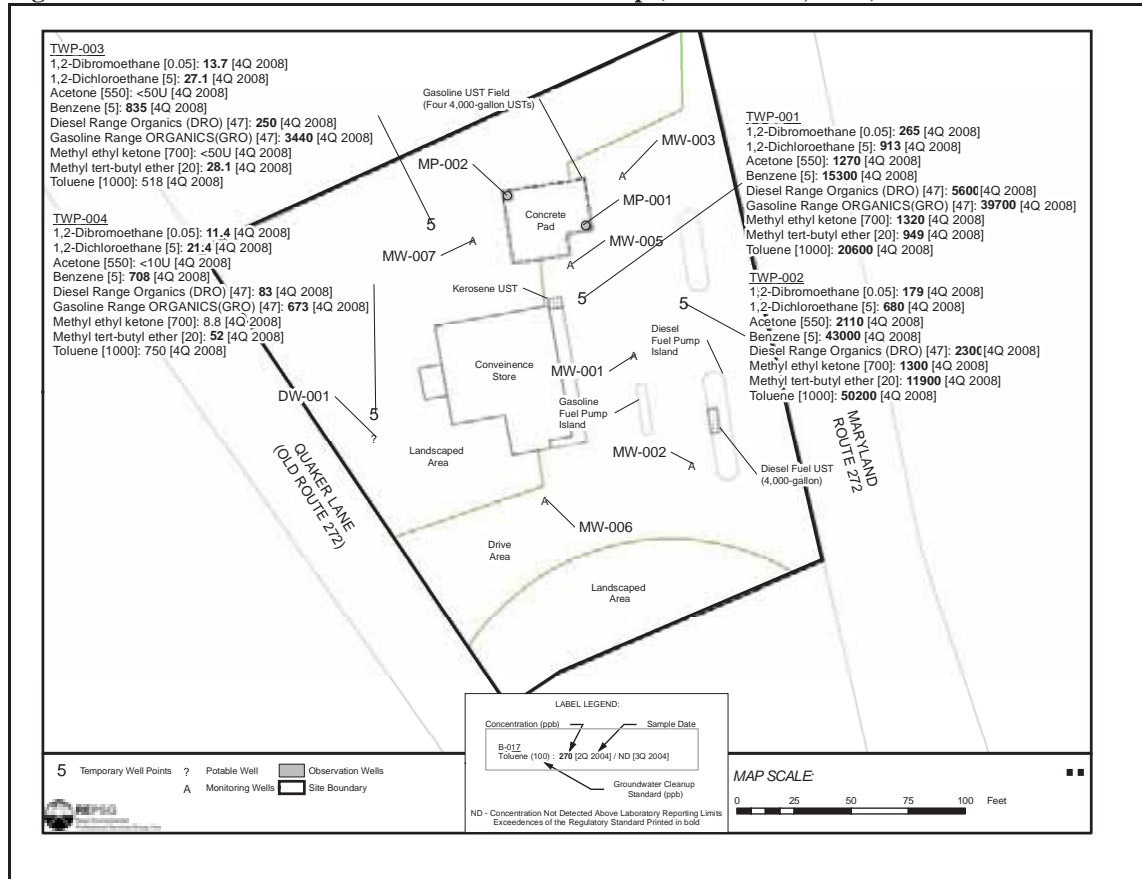 TWP-003
1,2-Dibromoethane [0.05]: 13.7 [4Q 2008]
1,2-Dichloroethane [5]: 27.1 [4Q 2008]
Acetone [550]: <50U [4Q 2008]
Benzene [5]: 835 [4Q 2008]
Diesel Range Organics (DRO) [47]: 250 [4Q 2008]
Gasoline Range ORGANICS(GRO) [47]: 3440 [4Q 2008]
Methyl ethyl ketone [700]: <50U [4Q 2008]
Methyl tert-butyl ether [20]: 28.1 [4Q 2008]
Toluene [1000]: 518 [4Q 2008]
TWP-004
1,2-Dibromoethane [0.05]: 11.4 [4Q 2008]
1,2-Dichloroethane [5]: 21.4 [4Q 2008]
Acetone [550]: <10U [4Q 2008]
Benzene [5]: 708 [4Q 2008]
Diesel Range Organics (DRO) [47]: 83 [4Q 2008]
Gasoline Range ORGANICS(GRO) [47]: 673 [4Q 2008]
Methyl ethyl ketone [700]: 8.8 [4Q 2008]
Methyl tert-butyl ether [20]: 52 [4Q 2008]
Toluene [1000]: 750 [4Q 2008]
TWP-001
1,2-Dibromoethane [0.05]: 265 [4Q 2008]
1,2-Dichloroethane [5]: 913 [4Q 2008]
Acetone [550]: 1270 [4Q 2008]
Benzene [5]: 15300 [4Q 2008]
Diesel Range Organics (DRO) [47]: 5600[4Q 2008]
Gasoline Range ORGANICS(GRO) [47]: 39700 [4Q 2008]
Methyl ethyl ketone [700]: 1320 [4Q 2008]
Methyl tert-butyl ether [20]: 949 [4Q 2008]
Toluene [1000]: 20600 [4Q 2008]
TWP-002
1,2-Dibromoethane [0.05]: 179 [4Q 2008]
1,2-Dichloroethane [5]: 680 [4Q 2008]
Acetone [550]: 2110 [4Q 2008]
Benzene [5]: 43000 [4Q 2008]
Diesel Range Organics (DRO) [47]: 2300[4Q 2008]
Methyl ethyl ketone [700]: 1300 [4Q 2008]
Methyl tert-butyl ether [20]: 11900 [4Q 2008]
Toluene [1000]: 50200 [4Q 2008]
Gasoline UST Field
(Four 4,000-gallon USTs)
MW-003
MP-002
MP-001
Concrete
Pad
5
A
A
MW-007
MW-005
A
Kerosene UST
5
5
Diesel
Fuel Pump
Island
Conveinence
Store
MW-001
A
Gasoline
Fuel Pump
Island
DW-001
5
?
Landscaped
Area
MW-002
A
Diesel Fuel UST
(4,000-gallon)
MARYLAND
ROUTE 272
QUAKER LANE
(OLD ROUTE 272)
A
MW-006
Drive
Area
Landscaped
Area
LABEL LEGEND:
Concentration (ppb)
Sample Date
B-017
Toluene (100) : 270 [2Q 2004] / ND [3Q 2004]
Groundwater Cleanup
Standard (ppb)
ND - Concentration Not Detected Above Laboratory Reporting Limits
Exceedences of the Regulatory Standard Printed in bold
5 Temporary Well Points
? Potable Well
Observation Wells
A Monitoring Wells
Site Boundary
REPSG
MAP SCALE:
0 25 50 75 100 Feet